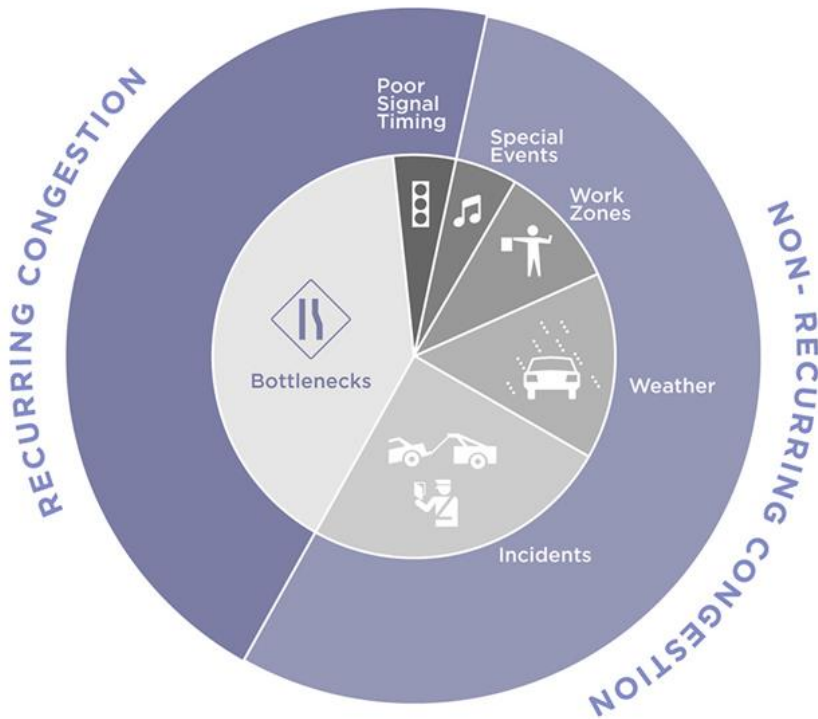 RECURRING CONGESTION
Poor
Signal
Timing
Special
Events
Work
Zones
Weather
Incidents
Bottlenecks
NON- RECURRING CONGESTION